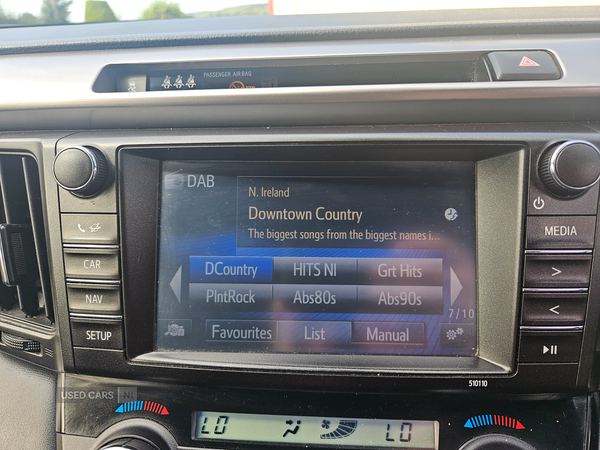 PASSENGER AIRBAG
DAB
N. Ireland
Downtown Country
The biggest songs from the biggest names i...
DCountry HITS NI Grt Hits
PlntRock Abs80s Abs90s
7/10
Favourites List Manual
CAR
NAV
SETUP
MEDIA
>
<
510110
USED CARS NI
LO LO